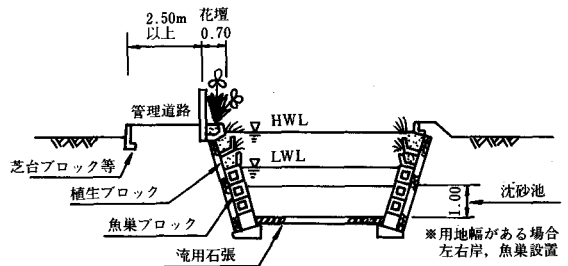 2.50m
以上
花壇
0.70
管理道路
HWL
LWL
芝台ブロック等
植生ブロック
魚巣ブロック
流用石張
1.00
沈砂池
※用地幅がある場合
左右岸，魚巣設置